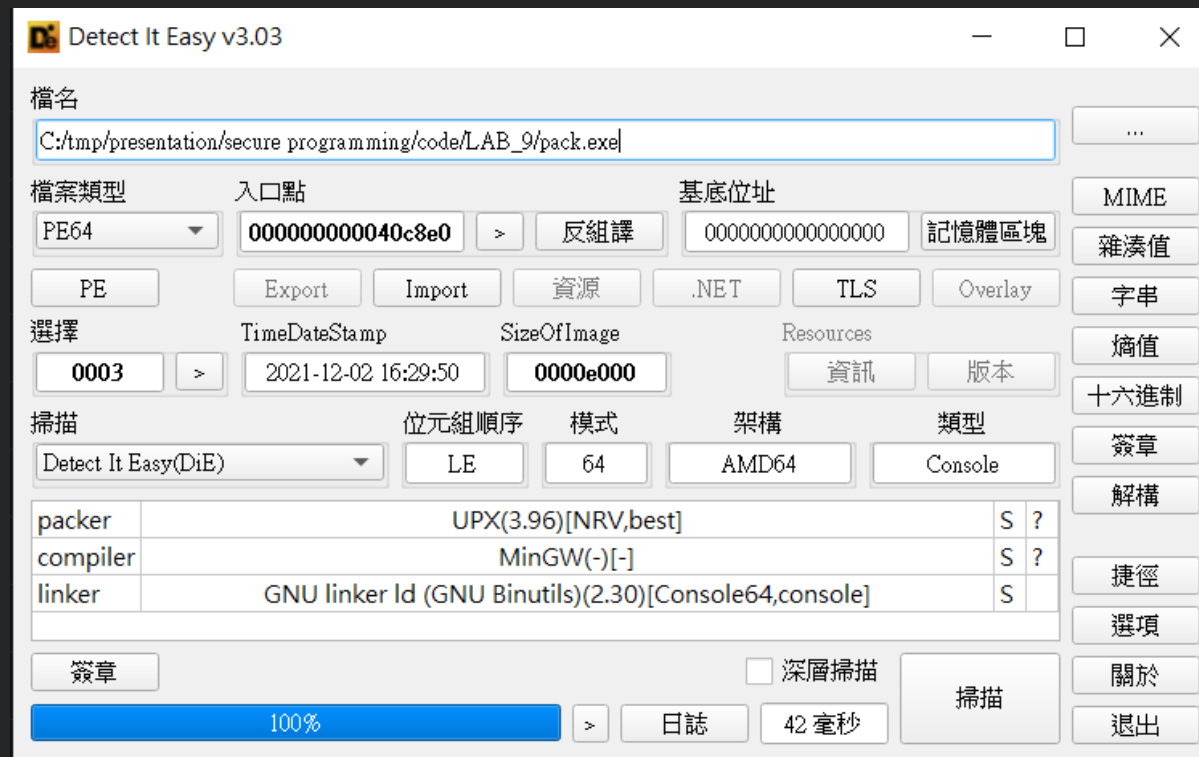 Detect It Easy v3.03
檔名
C:/tmp/presentation/secure programming/code/LAB_9/pack.exe
...
檔案類型 入口點 基底位址
PE64 000000000040c8e0 > 反組譯 0000000000000000 記憶體區塊
MIME
雜湊值
PE Export Import 資源 .NET TLS Overlay
字串
選擇 TimeDateStamp SizeOfImage Resources
0003 > 2021-12-02 16:29:50 0000e000 資訊 版本
熵值
十六進制
掃描 位元組順序 模式 架構 類型
Detect It Easy(DiE) LE 64 AMD64 Console
簽章
解構
packer UPX(3.96)[NRV,best] S ?
compiler MinGW(-)[-] S ?
linker GNU linker ld (GNU Binutils)(2.30)[Console64,console] S
捷徑
選項
簽章 深層掃描 掃描
關於
100% > 日誌 42 毫秒
退出